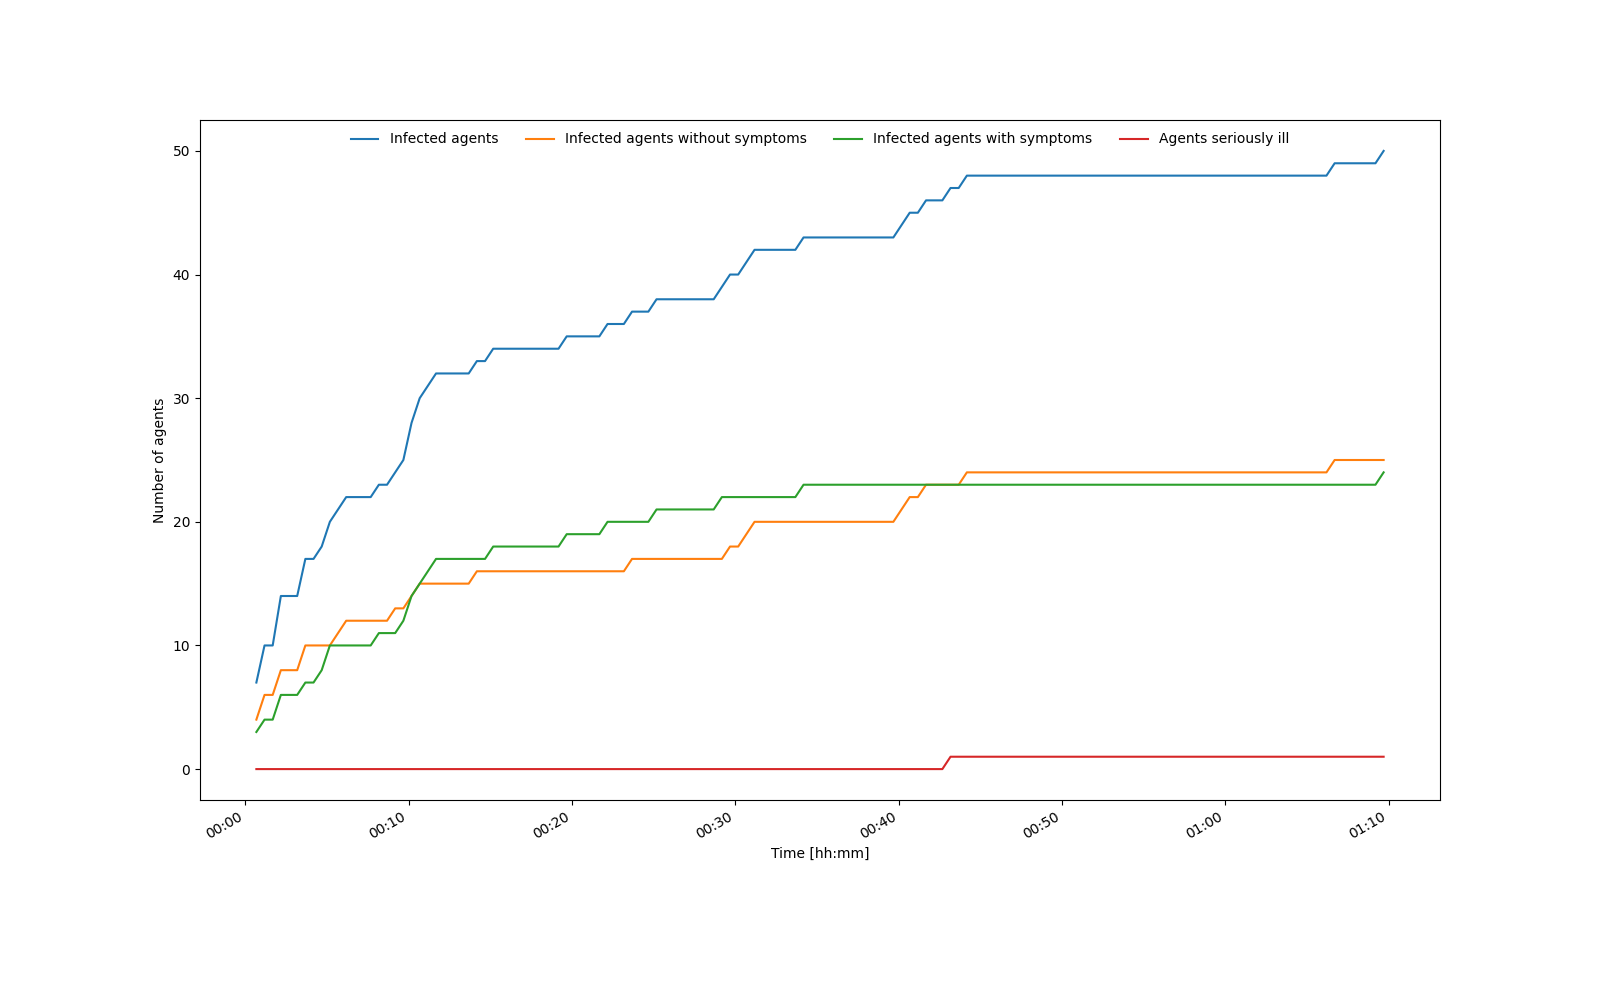 Infected agents
Infected agents without symptoms
Infected agents with symptoms
Agents seriously ill
50
40
30
20
10
0
Number of agents
00:00
00:10
00:20
00:30
00:40
00:50
01:00
01:10
Time [hh:mm]